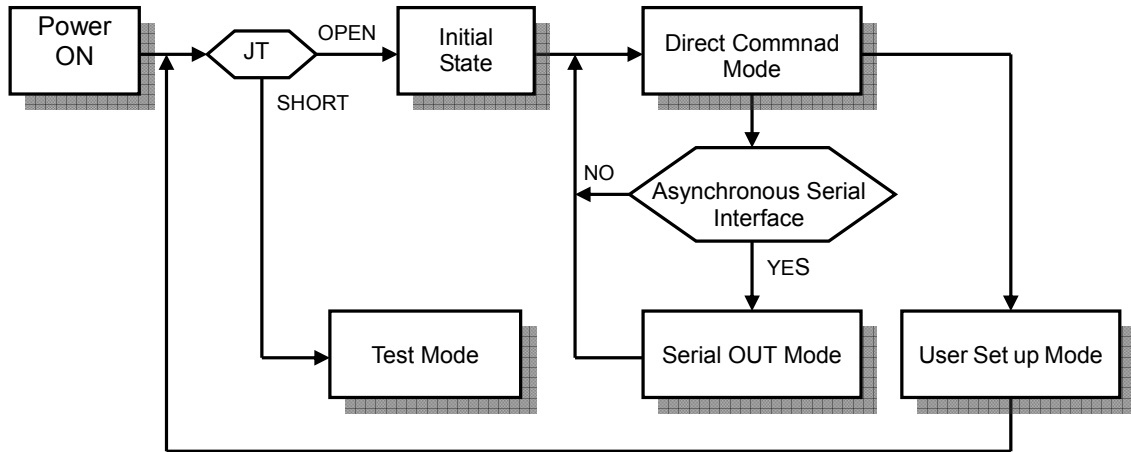 Power
ON
JT
OPEN
Initial
State
Direct Commnad
Mode
SHORT
NO
Asynchronous Serial
Interface
YES
Test Mode
Serial OUT Mode
User Set up Mode